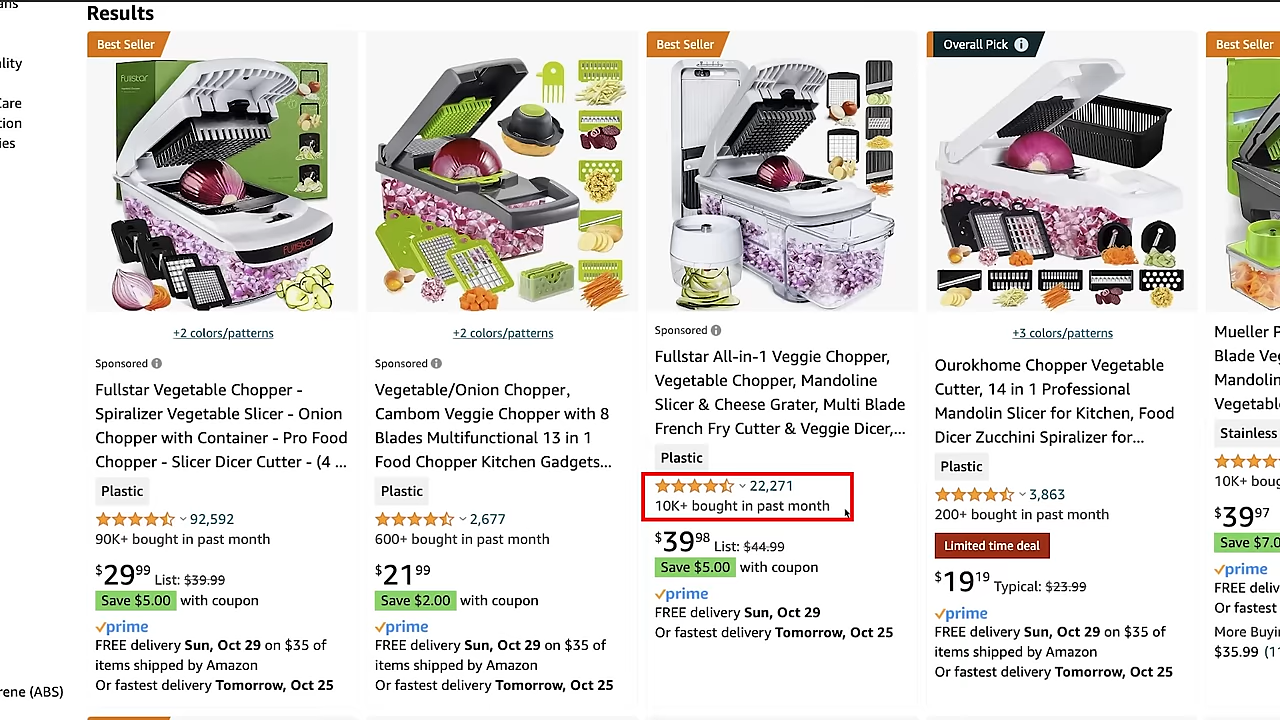 ans
ality
Care
tion
ies
rene (ABS)
Results
Best Seller
fullstar
fullstar
+2 colors/patterns
Sponsored
Fullstar Vegetable Chopper -
Spiralizer Vegetable Slicer - Onion
Chopper with Container - Pro Food
Chopper - Slicer Dicer Cutter - (4 ...
Plastic
92,592
90K+ bought in past month
$2999 List: $39.99
Save $5.00 with coupon
prime
FREE delivery Sun, Oct 29 on $35 of
items shipped by Amazon
Or fastest delivery Tomorrow, Oct 25
+2 colors/patterns
Sponsored
Vegetable/Onion Chopper,
Cambom Veggie Chopper with 8
Blades Multifunctional 13 in 1
Food Chopper Kitchen Gadgets...
Plastic
2,677
600+ bought in past month
$2199
Save $2.00 with coupon
prime
FREE delivery Sun, Oct 29 on $35 of
items shipped by Amazon
Or fastest delivery Tomorrow, Oct 25
Best Seller
Sponsored
Fullstar All-in-1 Veggie Chopper,
Vegetable Chopper, Mandoline
Slicer & Cheese Grater, Multi Blade
French Fry Cutter & Veggie Dicer,...
Plastic
22,271
10K+ bought in past month
$3998 List: $44.99
Save $5.00 with coupon
prime
FREE delivery Sun, Oct 29
Or fastest delivery Tomorrow, Oct 25
Overall Pick
+3 colors/patterns
Ourokhome Chopper Vegetable
Cutter, 14 in 1 Professional
Mandolin Slicer for Kitchen, Food
Dicer Zucchini Spiralizer for...
Plastic
3,863
200+ bought in past month
Limited time deal
$1919 Typical: $23.99
prime
FREE delivery Sun, Oct 29 on $35 of
items shipped by Amazon
Or fastest delivery Tomorrow, Oct 25
Best Seller
Mueller P
Blade Veg
Mandolin
Vegetabl
Stainless
10K+ boug
$3997
Save $7.0
prime
FREE deliv
Or fastest
More Buyi
$35.99 (11